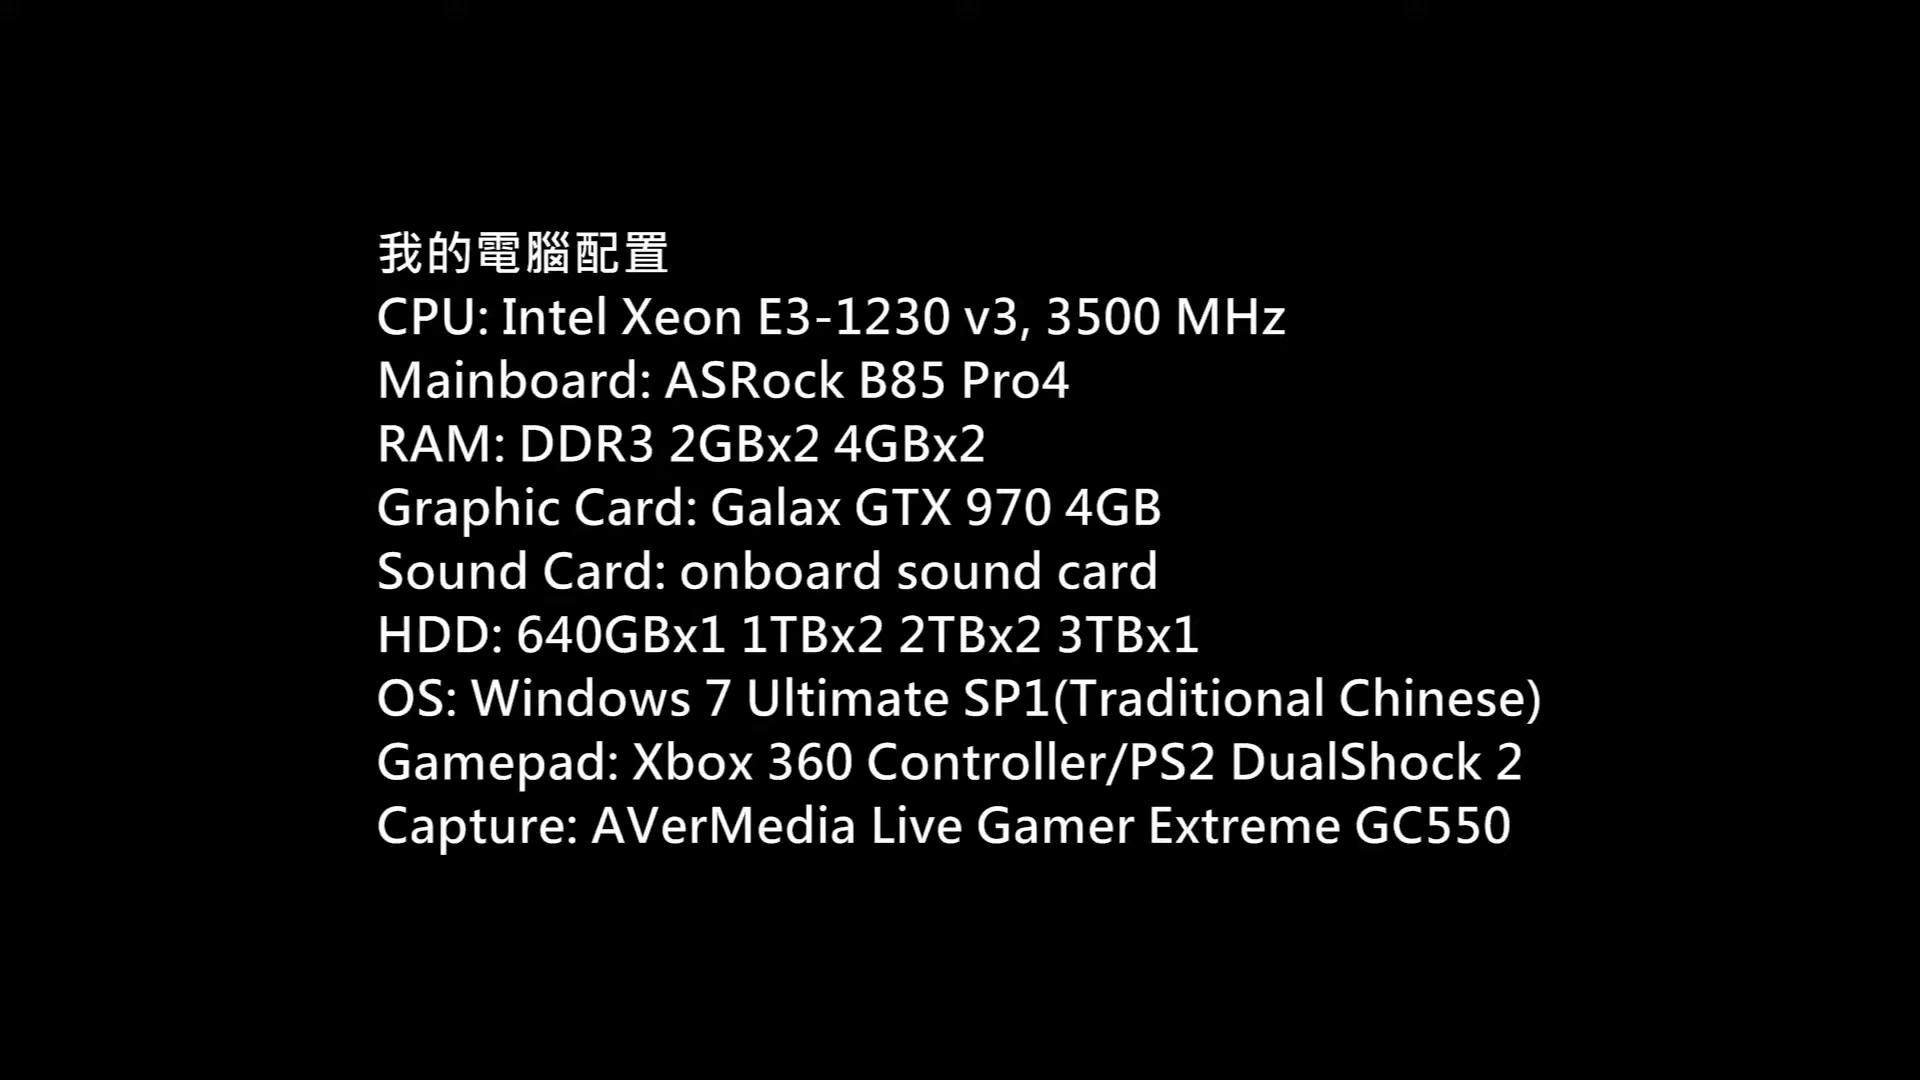 我的電腦配置
CPU: Intel Xeon E3-1230 v3, 3500 MHz
Mainboard: ASRock B85 Pro4
RAM: DDR3 2GBx2 4GBx2
Graphic Card: Galax GTX 970 4GB
Sound Card: onboard sound card
HDD: 640GBx1 1TBx2 2TBx2 3TBx1
OS: Windows 7 Ultimate SP1(Traditional Chinese)
Gamepad: Xbox 360 Controller/PS2 DualShock 2
Capture: AVerMedia Live Gamer Extreme GC550